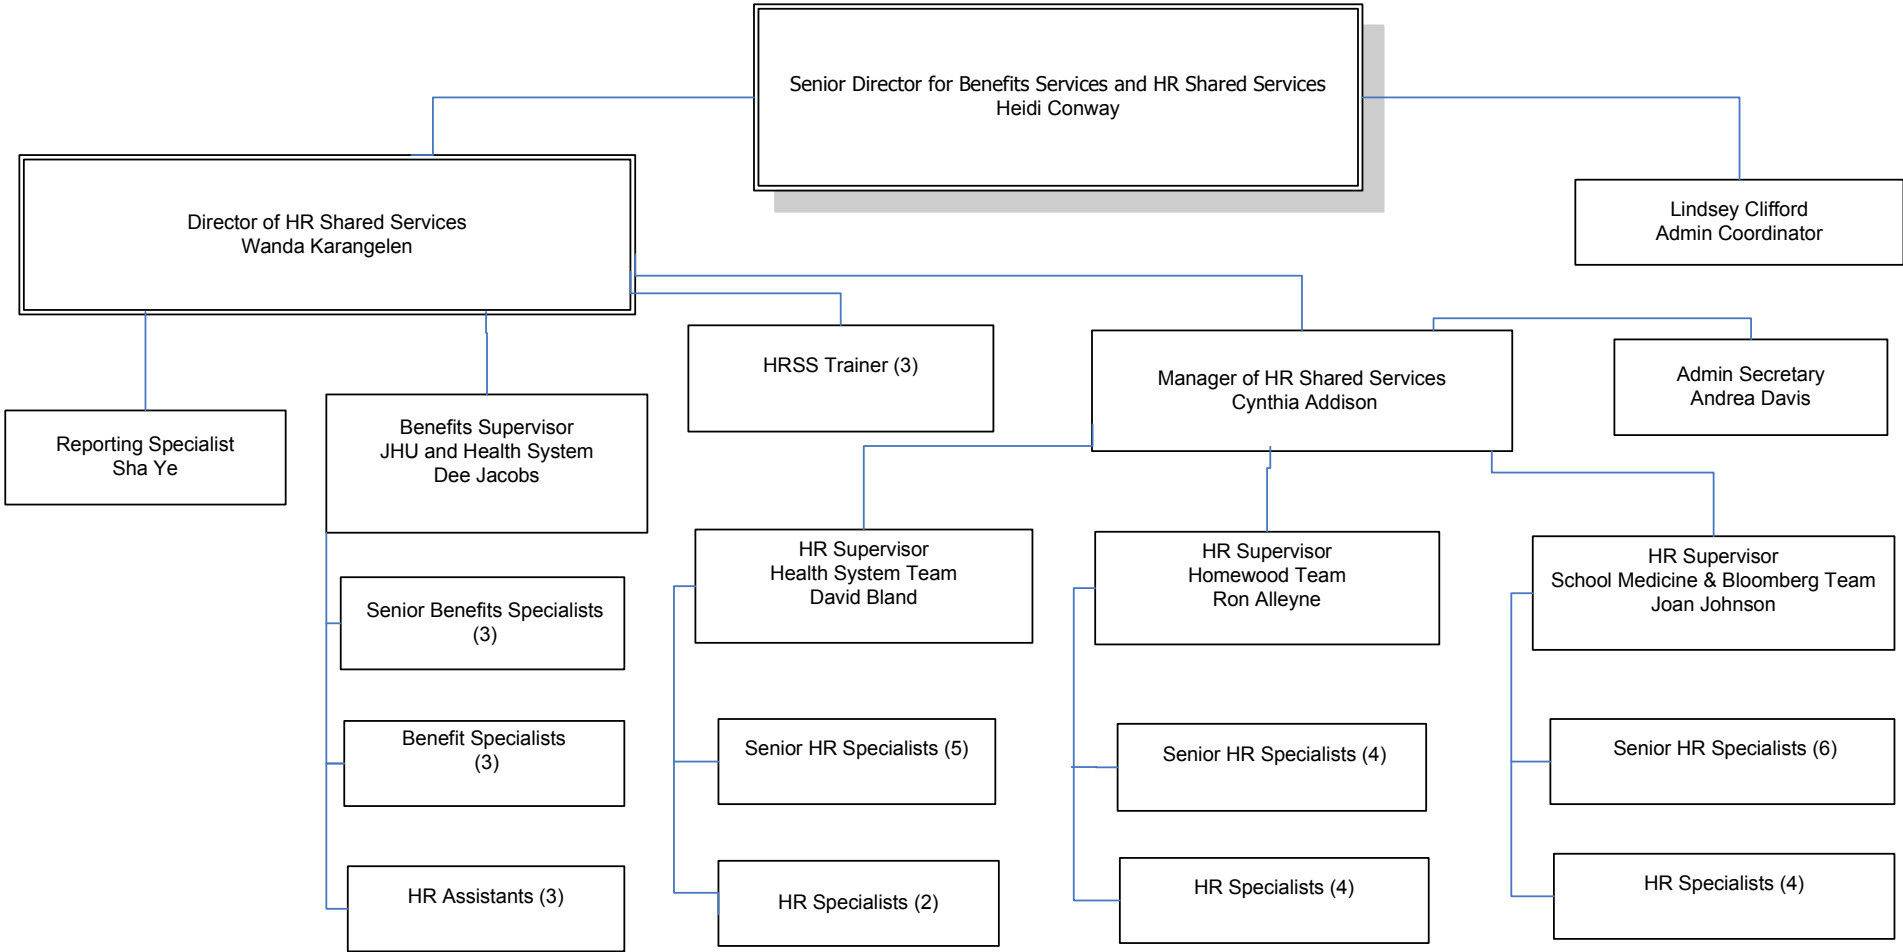 Senior Director for Benefits Services and HR Shared Services
Heidi Conway
Director of HR Shared Services
Wanda Karangelen
Lindsey Clifford
Admin Coordinator
HRSS Trainer (3)
Manager of HR Shared Services
Cynthia Addison
Admin Secretary
Andrea Davis
Reporting Specialist
Sha Ye
Benefits Supervisor
JHU and Health System
Dee Jacobs
HR Supervisor
Health System Team
David Bland
HR Supervisor
Homewood Team
Ron Alleyne
HR Supervisor
School Medicine & Bloomberg Team
Joan Johnson
Senior Benefits Specialists
(3)
Benefit Specialists
(3)
Senior HR Specialists (5)
Senior HR Specialists (4)
Senior HR Specialists (6)
HR Assistants (3)
HR Specialists (2)
HR Specialists (4)
HR Specialists (4)